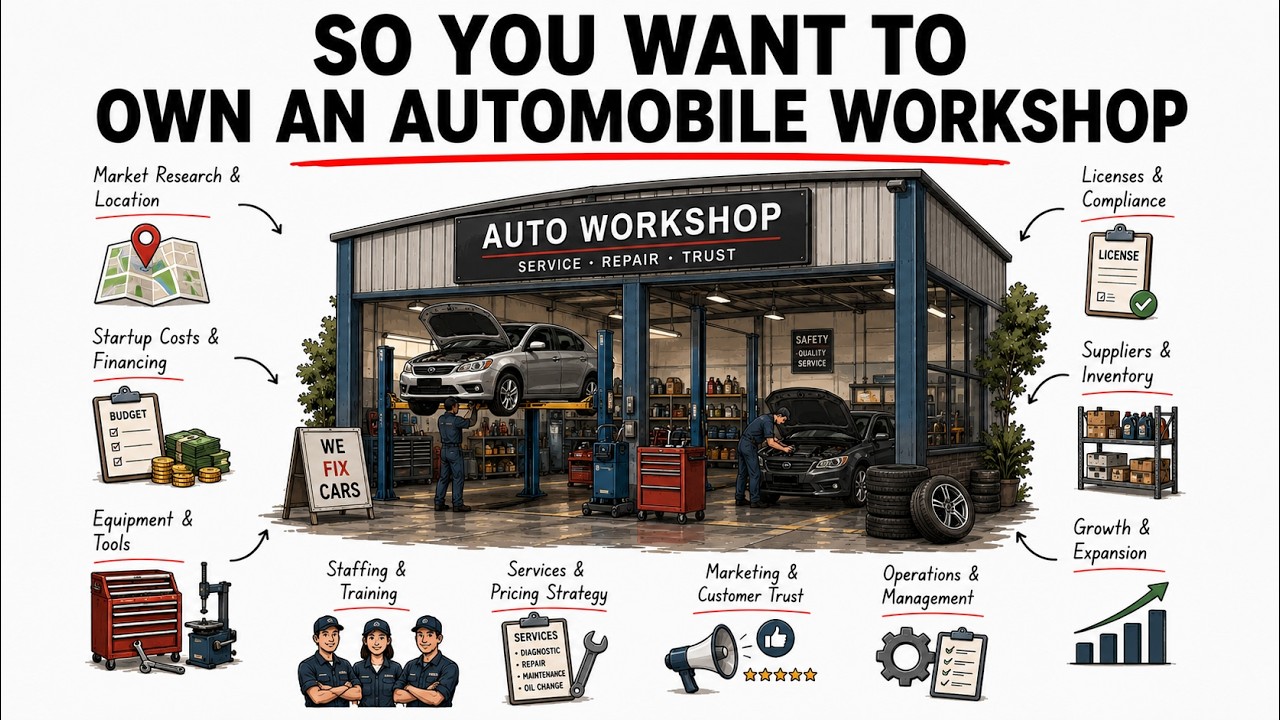 SO YOU WANT TO
OWN AN AUTOMOBILE WORKSHOP
Market Research &
Location
Startup Costs &
Financing
BUDGET
Equipment &
Tools
AUTO WORKSHOP
SERVICE • REPAIR • TRUST
SAFETY
QUALITY
SERVICE
WE
FIX
CARS
Licenses &
Compliance
LICENSE
Suppliers &
Inventory
Growth &
Expansion
Staffing &
Training
Services &
Pricing Strategy
SERVICES
• DIAGNOSTIC
• REPAIR
• MAINTENANCE
• OIL CHANGE
Marketing &
Customer Trust
Operations &
Management